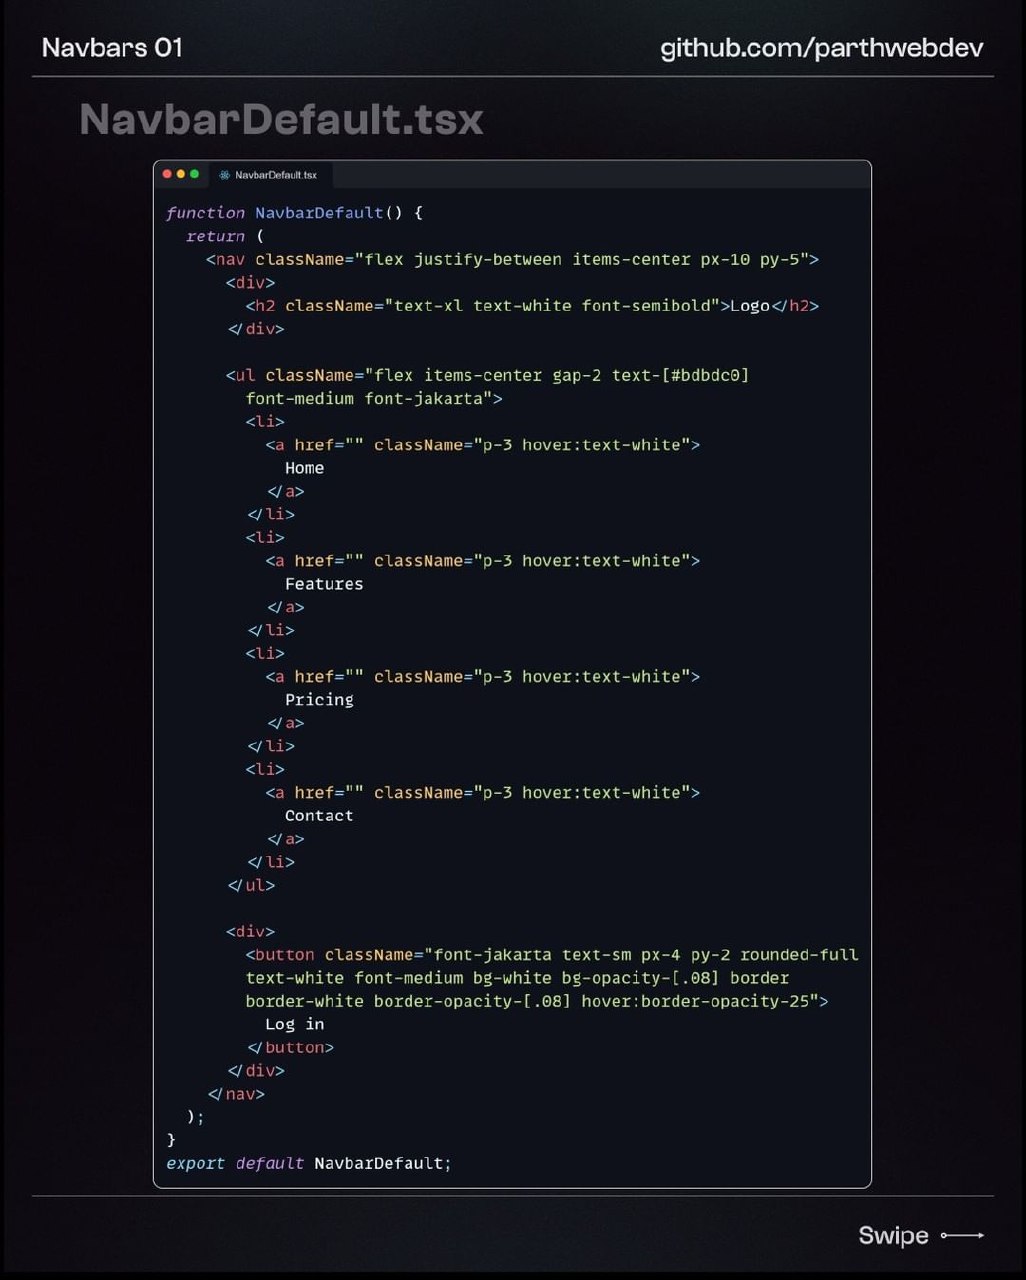 Navbars 01
github.com/parthwebdev
NavbarDefault.tsx
NavbarDefault.tsx
function NavbarDefault() {
  return (
    <nav className="flex justify-between items-center px-10 py-5">
      <div>
        <h2 className="text-xl text-white font-semibold">Logo</h2>
      </div>

      <ul className="flex items-center gap-2 text-[#bdbdc0]
        font-medium font-jakarta">
        <li>
          <a href="" className="p-3 hover:text-white">
            Home
          </a>
        </li>
        <li>
          <a href="" className="p-3 hover:text-white">
            Features
          </a>
        </li>
        <li>
          <a href="" className="p-3 hover:text-white">
            Pricing
          </a>
        </li>
        <li>
          <a href="" className="p-3 hover:text-white">
            Contact
          </a>
        </li>
      </ul>

      <div>
        <button className="font-jakarta text-sm px-4 py-2 rounded-full
        text-white font-medium bg-white bg-opacity-[.08] border
        border-white border-opacity-[.08] hover:border-opacity-25">
          Log in
        </button>
      </div>
    </nav>
  );
}
export default NavbarDefault;
Swipe